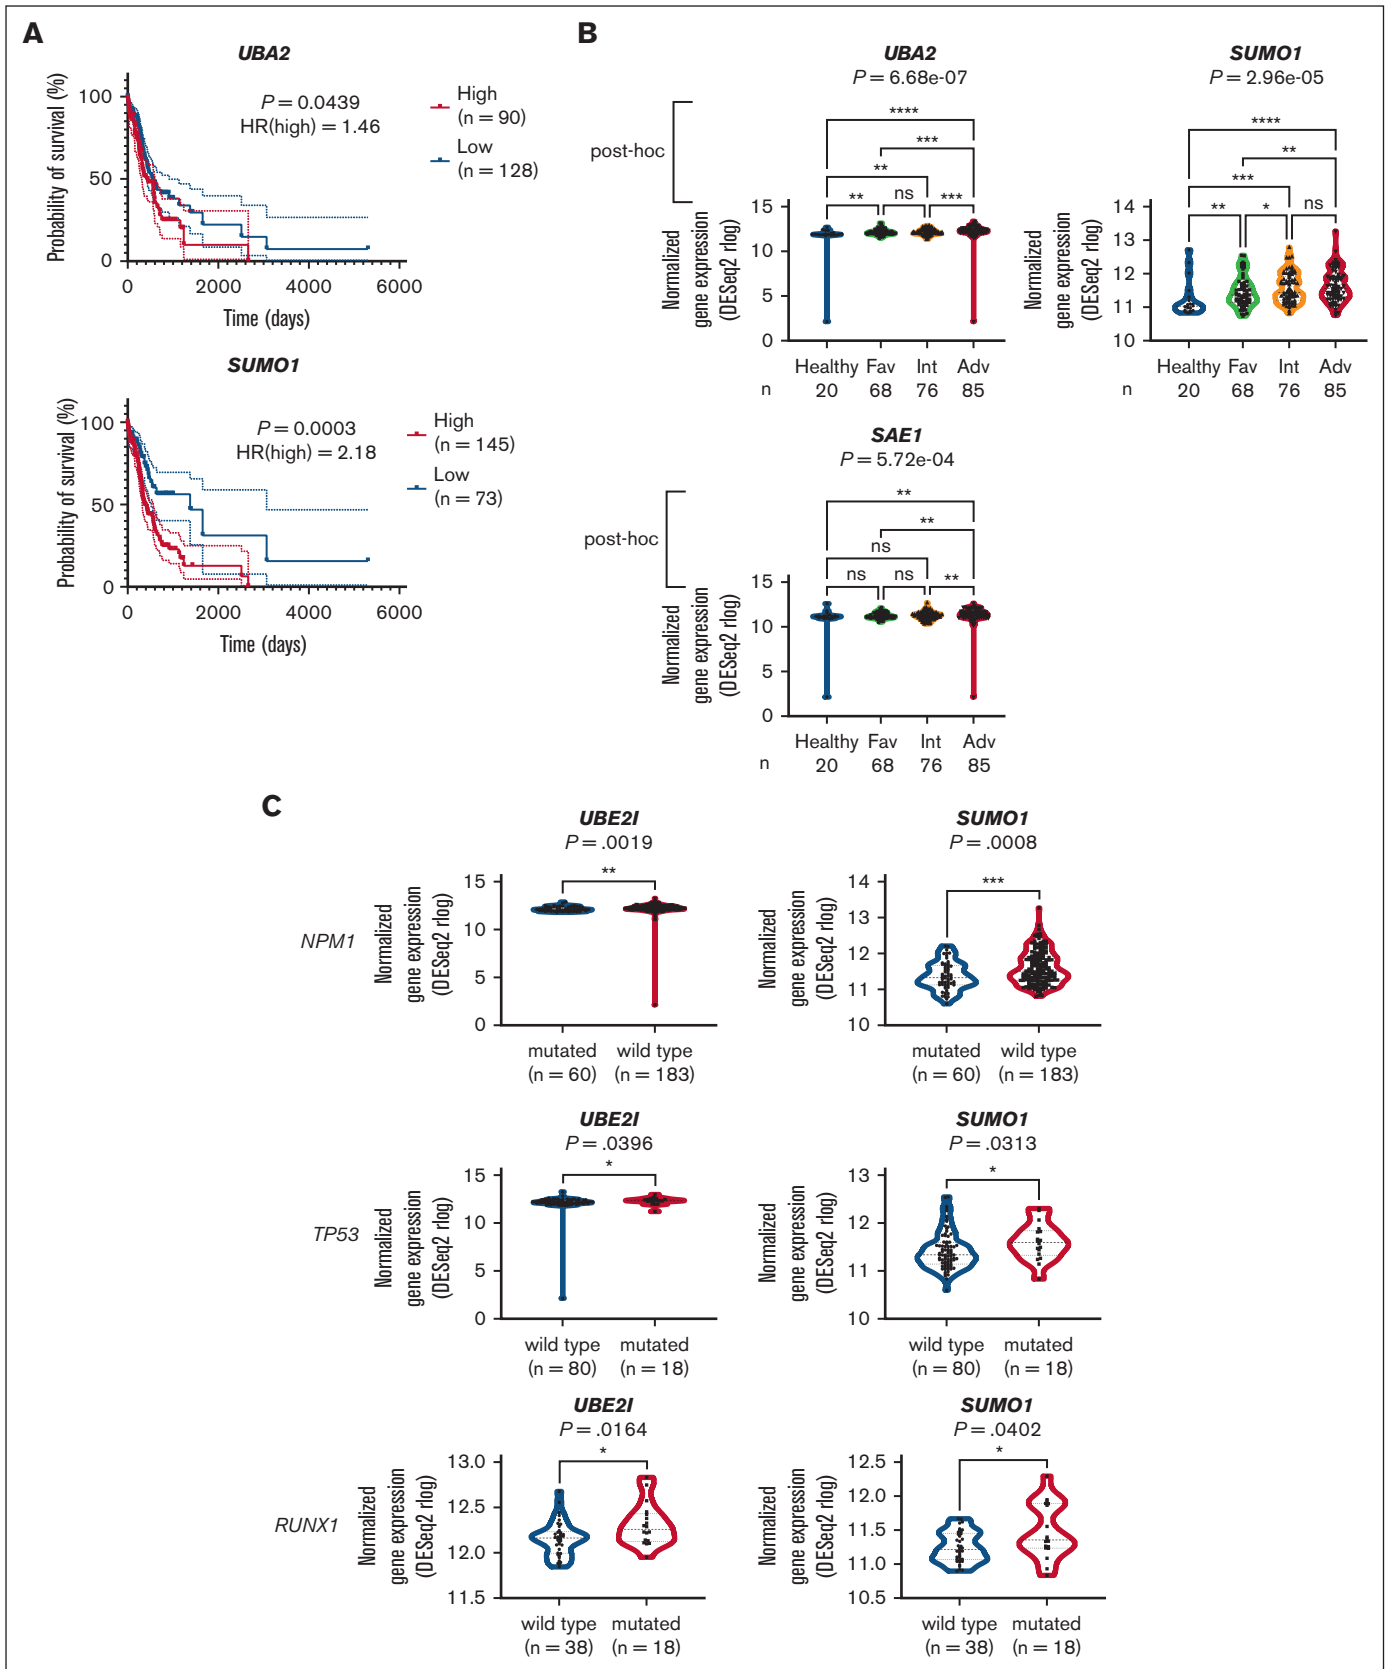 A
UBA2
P = 0.0439
HR(high) = 1.46
High
(n = 90)
Low
(n = 128)
Probability of survival (%)
100
50
0
0
2000
4000
6000
Time (days)
SUMO1
P = 0.0003
HR(high) = 2.18
High
(n = 145)
Low
(n = 73)
Probability of survival (%)
100
50
0
0
2000
4000
6000
Time (days)
B
UBA2
P = 6.68e-07
post-hoc
****
***
**
** ns ***
Normalized
gene expression
(DESeq2 rlog)
15
10
5
0
Healthy Fav Int Adv
n 20 68 76 85
SUMO1
P = 2.96e-05
****
**
***
** * ns
Normalized
gene expression
(DESeq2 rlog)
14
13
12
11
10
Healthy Fav Int Adv
n 20 68 76 85
SAE1
P = 5.72e-04
post-hoc
**
**
ns
ns ns **
Normalized
gene expression
(DESeq2 rlog)
15
10
5
0
Healthy Fav Int Adv
n 20 68 76 85
C
NPM1
UBE2I
P = .0019
**
Normalized
gene expression
(DESeq2 rlog)
15
10
5
0
mutated wild type
(n = 60) (n = 183)
SUMO1
P = .0008
***
Normalized
gene expression
(DESeq2 rlog)
14
13
12
11
10
mutated wild type
(n = 60) (n = 183)
TP53
UBE2I
P = .0396
*
Normalized
gene expression
(DESeq2 rlog)
15
10
5
0
wild type mutated
(n = 80) (n = 18)
SUMO1
P = .0313
*
Normalized
gene expression
(DESeq2 rlog)
13
12
11
10
wild type mutated
(n = 80) (n = 18)
RUNX1
UBE2I
P = .0164
*
Normalized
gene expression
(DESeq2 rlog)
13.0
12.5
12.0
11.5
wild type mutated
(n = 38) (n = 18)
SUMO1
P = .0402
*
Normalized
gene expression
(DESeq2 rlog)
12.5
12.0
11.5
11.0
10.5
wild type mutated
(n = 38) (n = 18)